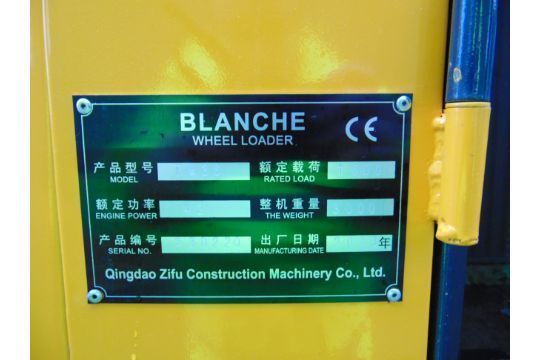 BLANCHE
WHEEL LOADER
CE
产品型号 额定载荷
MODEL RATED LOAD
额定功率 整机重量
ENGINE POWER THE WEIGHT
产品编号 出厂日期 年
SERIAL NO. MANUFACTURING DATE
Qingdao Zifu Construction Machinery Co., Ltd.